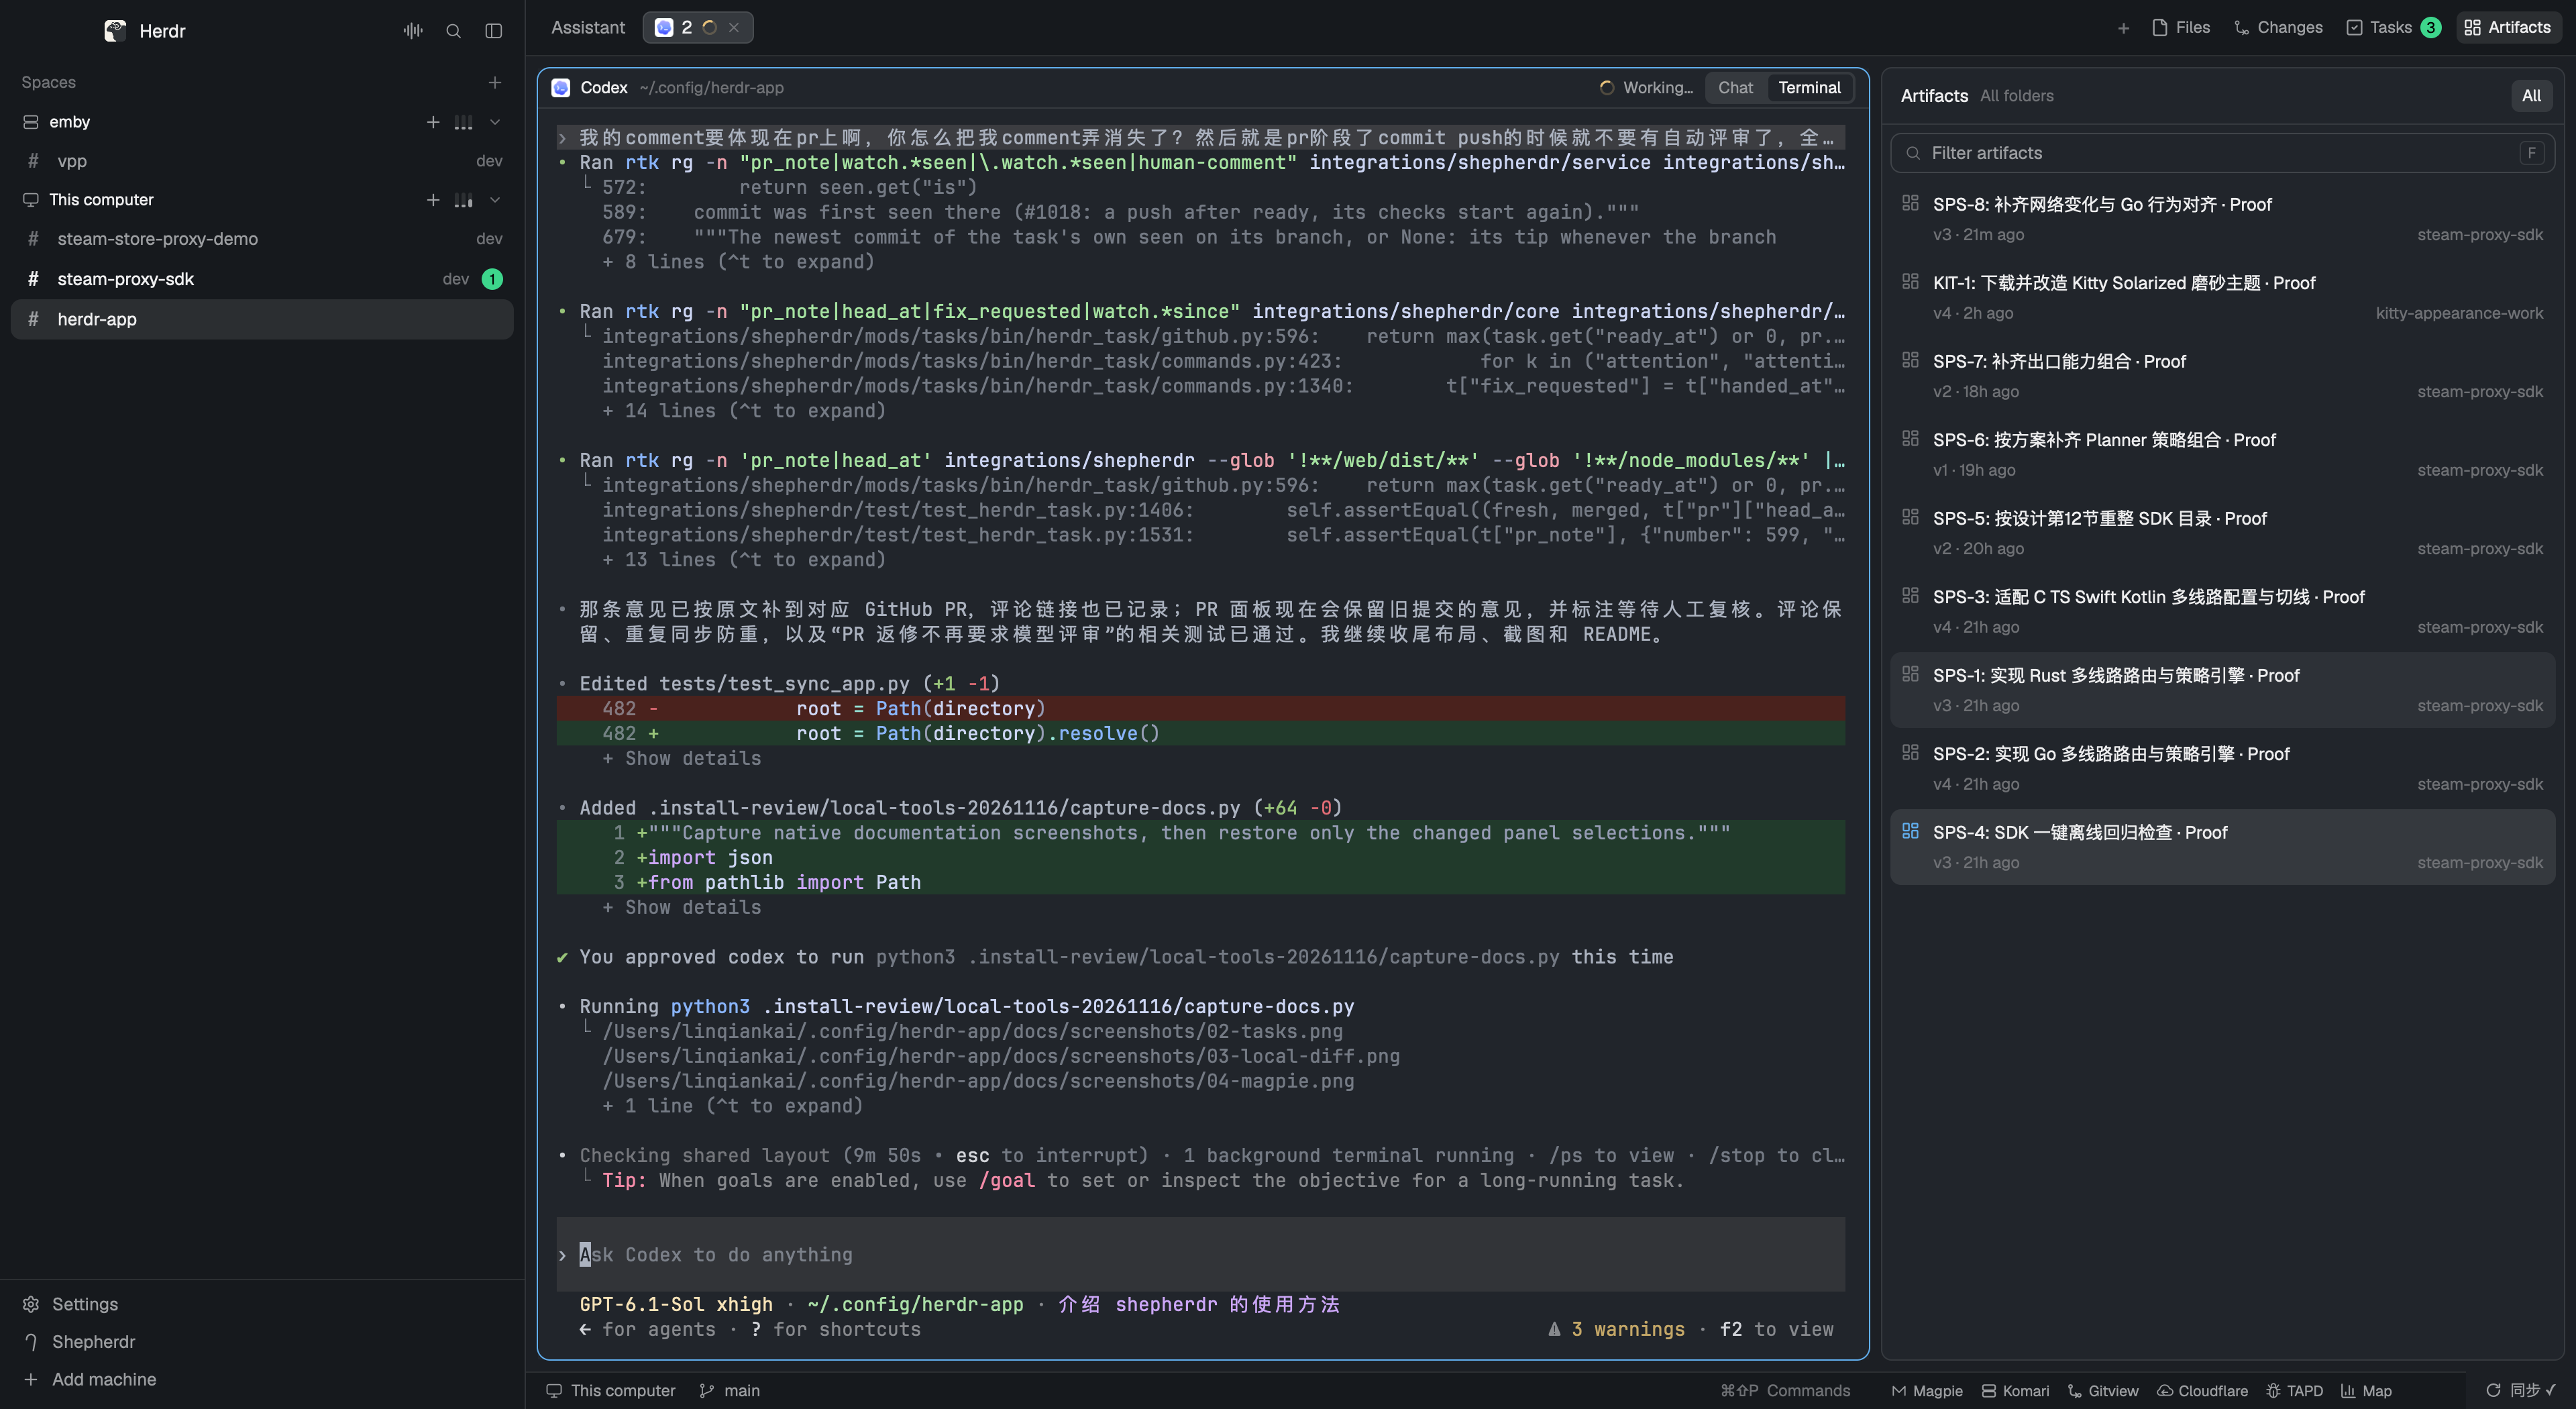 Herdr
Spaces
emby
# vpp dev
This computer
# steam-store-proxy-demo dev
# steam-proxy-sdk dev 1
# herdr-app
Settings
Shepherdr
Add machine
Assistant 2
Files Changes Tasks 3 Artifacts
Codex ~/.config/herdr-app Working… Chat Terminal
› 我的comment要体现在pr上啊, 你怎么把我comment弄消失了? 然后就是pr阶段了commit push的时候就不要有自动评审了, 全…
• Ran rtk rg -n "pr_note|watch.*seen|\.watch.*seen|human-comment" integrations/shepherdr/service integrations/sh…
└ 572:        return seen.get("is")
589:    commit was first seen there (#1018: a push after ready, its checks start again)."""
679:    """The newest commit of the task's own seen on its branch, or None: its tip whenever the branch
+ 8 lines (^t to expand)
• Ran rtk rg -n "pr_note|head_at|fix_requested|watch.*since" integrations/shepherdr/core integrations/shepherdr/…
└ integrations/shepherdr/mods/tasks/bin/herdr_task/github.py:596:    return max(task.get("ready_at") or 0, pr.…
integrations/shepherdr/mods/tasks/bin/herdr_task/commands.py:423:            for k in ("attention", "attenti…
integrations/shepherdr/mods/tasks/bin/herdr_task/commands.py:1340:        t["fix_requested"] = t["handed_at"…
+ 14 lines (^t to expand)
• Ran rtk rg -n 'pr_note|head_at' integrations/shepherdr --glob '!**/web/dist/**' --glob '!**/node_modules/**' |…
└ integrations/shepherdr/mods/tasks/bin/herdr_task/github.py:596:    return max(task.get("ready_at") or 0, pr.…
integrations/shepherdr/test/test_herdr_task.py:1406:        self.assertEqual((fresh, merged, t["pr"]["head_a…
integrations/shepherdr/test/test_herdr_task.py:1531:        self.assertEqual(t["pr_note"], {"number": 599, "…
+ 13 lines (^t to expand)
• 那条意见已按原文补到对应 GitHub PR, 评论链接也已记录; PR 面板现在会保留旧提交的意见, 并标注等待人工复核。评论保
留、重复同步防重, 以及“PR 返修不再要求模型评审”的相关测试已通过。我继续收尾布局、截图和 README。
• Edited tests/test_sync_app.py (+1 -1)
482 -            root = Path(directory)
482 +            root = Path(directory).resolve()
+ Show details
• Added .install-review/local-tools-20261116/capture-docs.py (+64 -0)
1 +"""Capture native documentation screenshots, then restore only the changed panel selections."""
2 +import json
3 +from pathlib import Path
+ Show details
✔ You approved codex to run python3 .install-review/local-tools-20261116/capture-docs.py this time
• Running python3 .install-review/local-tools-20261116/capture-docs.py
└ /Users/linqiankai/.config/herdr-app/docs/screenshots/02-tasks.png
/Users/linqiankai/.config/herdr-app/docs/screenshots/03-local-diff.png
/Users/linqiankai/.config/herdr-app/docs/screenshots/04-magpie.png
+ 1 line (^t to expand)
• Checking shared layout (9m 50s • esc to interrupt) · 1 background terminal running · /ps to view · /stop to cl…
└ Tip: When goals are enabled, use /goal to set or inspect the objective for a long-running task.
› Ask Codex to do anything
GPT-6.1-Sol xhigh · ~/.config/herdr-app · 介绍 shepherdr 的使用方法
← for agents · ? for shortcuts ⚠ 3 warnings · f2 to view
Artifacts All folders All
Filter artifacts F
SPS-8: 补齐网络变化与 Go 行为对齐 · Proof
v3 · 21m ago steam-proxy-sdk
KIT-1: 下载并改造 Kitty Solarized 磨砂主题 · Proof
v4 · 2h ago kitty-appearance-work
SPS-7: 补齐出口能力组合 · Proof
v2 · 18h ago steam-proxy-sdk
SPS-6: 按方案补齐 Planner 策略组合 · Proof
v1 · 19h ago steam-proxy-sdk
SPS-5: 按设计第12节重整 SDK 目录 · Proof
v2 · 20h ago steam-proxy-sdk
SPS-3: 适配 C TS Swift Kotlin 多线路配置与切线 · Proof
v4 · 21h ago steam-proxy-sdk
SPS-1: 实现 Rust 多线路路由与策略引擎 · Proof
v3 · 21h ago steam-proxy-sdk
SPS-2: 实现 Go 多线路路由与策略引擎 · Proof
v4 · 21h ago steam-proxy-sdk
SPS-4: SDK 一键离线回归检查 · Proof
v3 · 21h ago steam-proxy-sdk
This computer main ⌘⇧P Commands Magpie Komari Gitview Cloudflare TAPD Map 同步 ✓